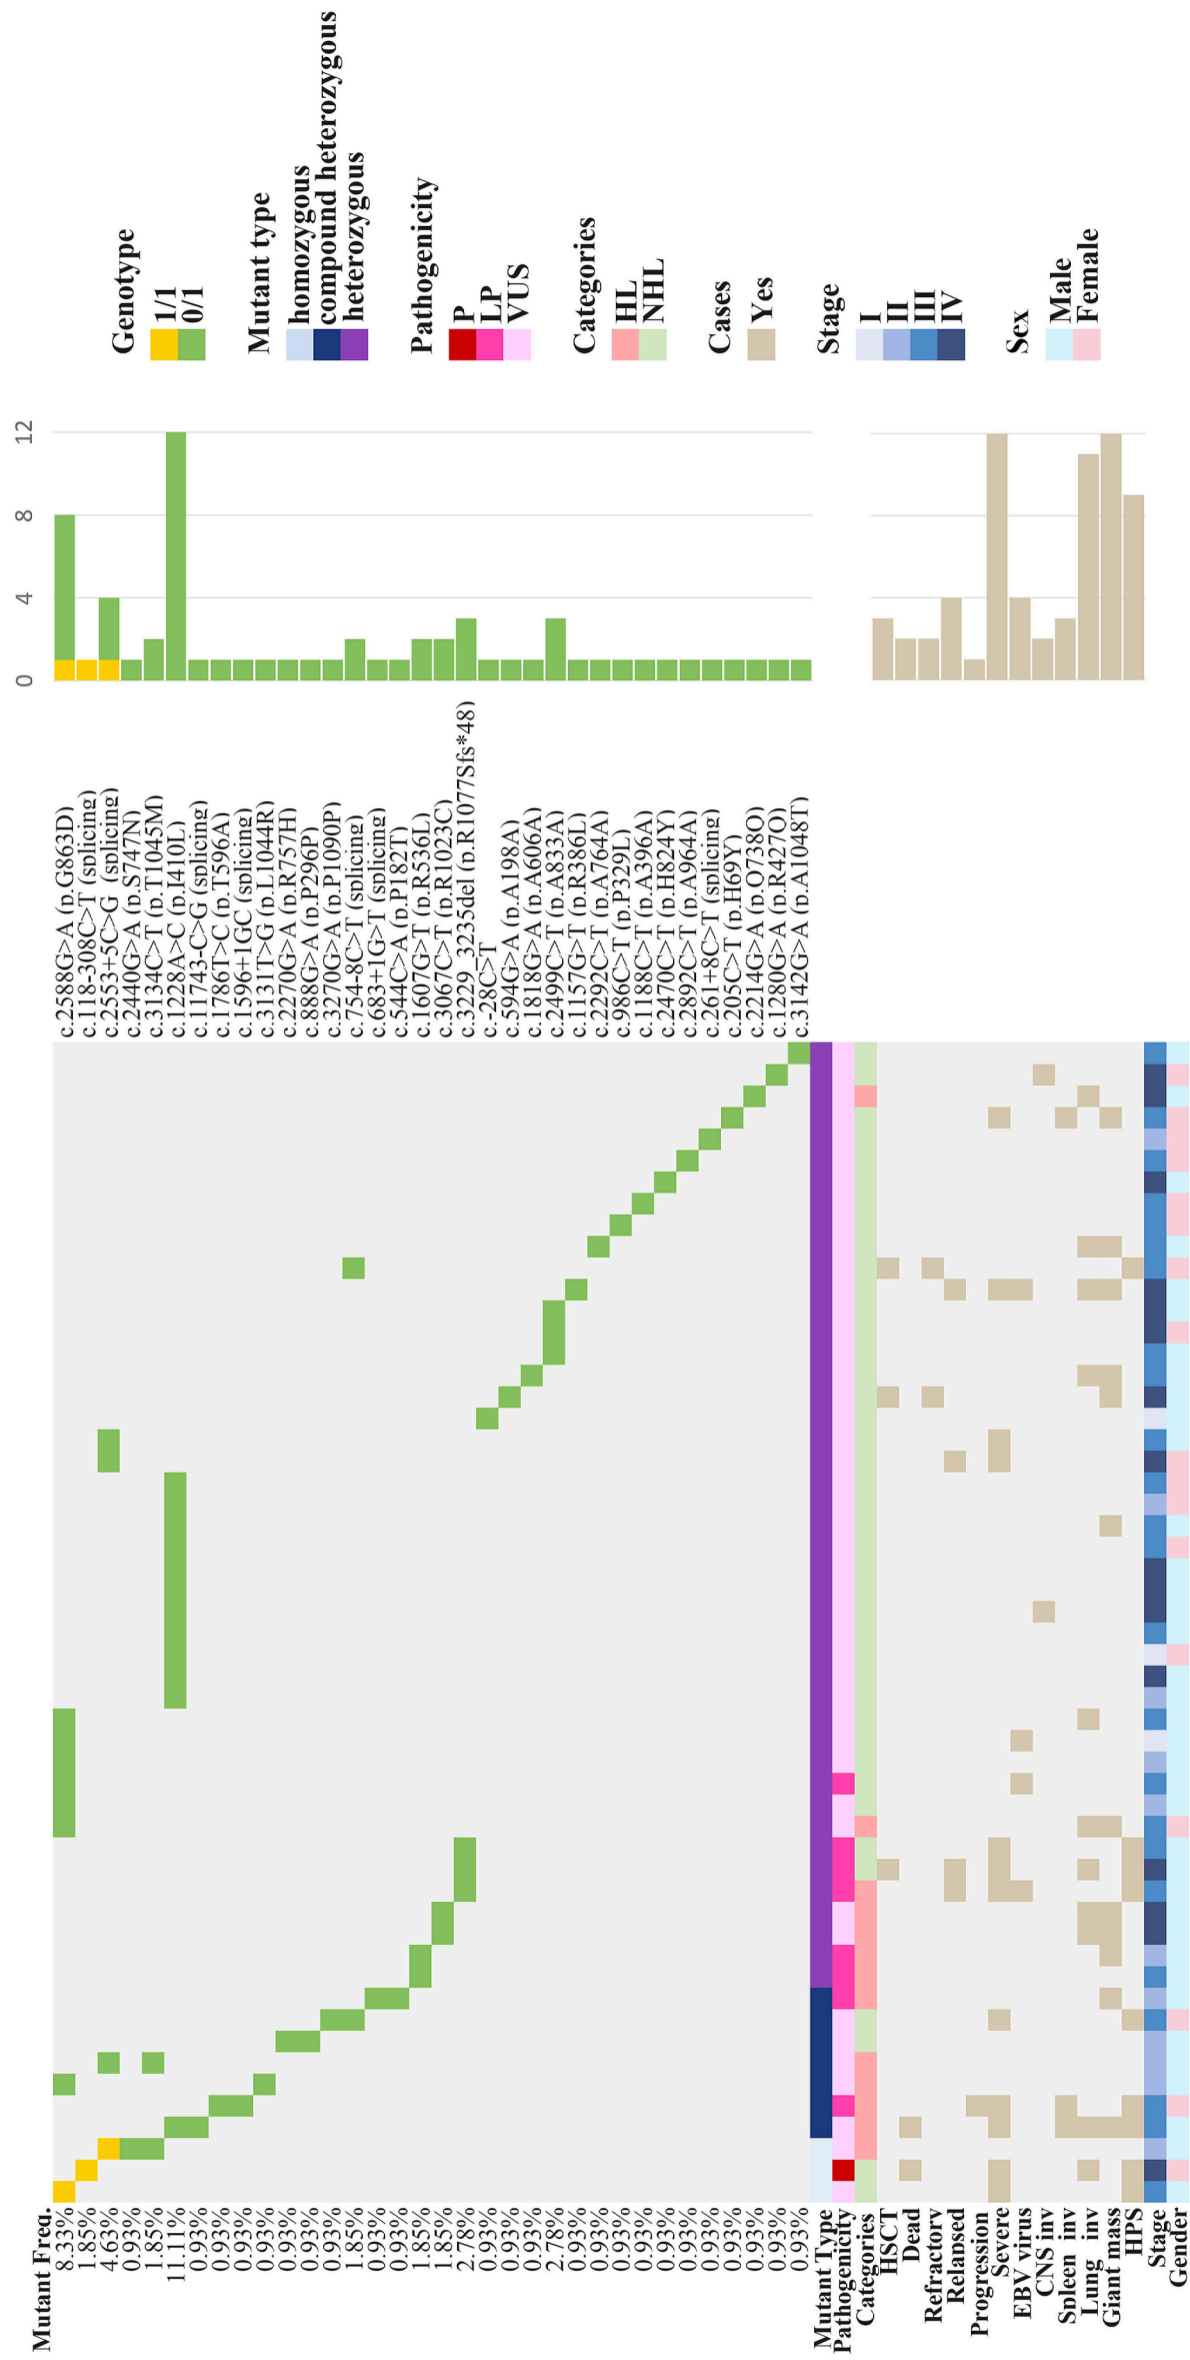 Mutant Freq.
8.33% c.2588G>A (p.G863D)
1.85% c.118-308C>T (splicing)
4.63% c.2553+5C>G (splicing)
0.93% c.2440G>A (p.S747N)
1.85% c.3134C>T (p.T1045M)
11.11% c.1228A>C (p.I410L)
0.93% c.11743-C>G (splicing)
0.93% c.1786T>C (p.T596A)
0.93% c.1596+1GC (splicing)
0.93% c.3131T>G (p.L1044R)
0.93% c.2270G>A (p.R757H)
0.93% c.888G>A (p.P296P)
0.93% c.3270G>A (p.P1090P)
1.85% c.754-8C>T (splicing)
0.93% c.683+1G>T (splicing)
0.93% c.544C>A (p.P182T)
1.85% c.1607G>T (p.R536L)
1.85% c.3067C>T (p.R1023C)
2.78% c.3229_3235del (p.R1077Sfs*48)
0.93% c.-28C>T
0.93% c.594G>A (p.A198A)
0.93% c.1818G>A (p.A606A)
2.78% c.2499C>T (p.A833A)
0.93% c.1157G>T (p.R386L)
0.93% c.2292C>T (p.A764A)
0.93% c.986C>T (p.P329L)
0.93% c.1188C>T (p.A396A)
0.93% c.2470C>T (p.H824Y)
0.93% c.2892C>T (p.A964A)
0.93% c.261+8C>T (splicing)
0.93% c.205C>T (p.H69Y)
0.93% c.2214G>A (p.Q738Q)
0.93% c.1280G>A (p.R427Q)
0.93% c.3142G>A (p.A1048T)
0 4 8 12
Mutant Type
Pathogenicity
Categories
HSCT
Dead
Refractory
Relapsed
Progression
Severe
EBV virus
CNS inv
Spleen inv
Lung inv
Giant mass
HPS
Stage
Gender
Genotype
1/1
0/1
Mutant type
homozygous
compound heterozygous
heterozygous
Pathogenicity
P
LP
VUS
Categories
HL
NHL
Cases
Yes
Stage
I
II
III
IV
Sex
Male
Female